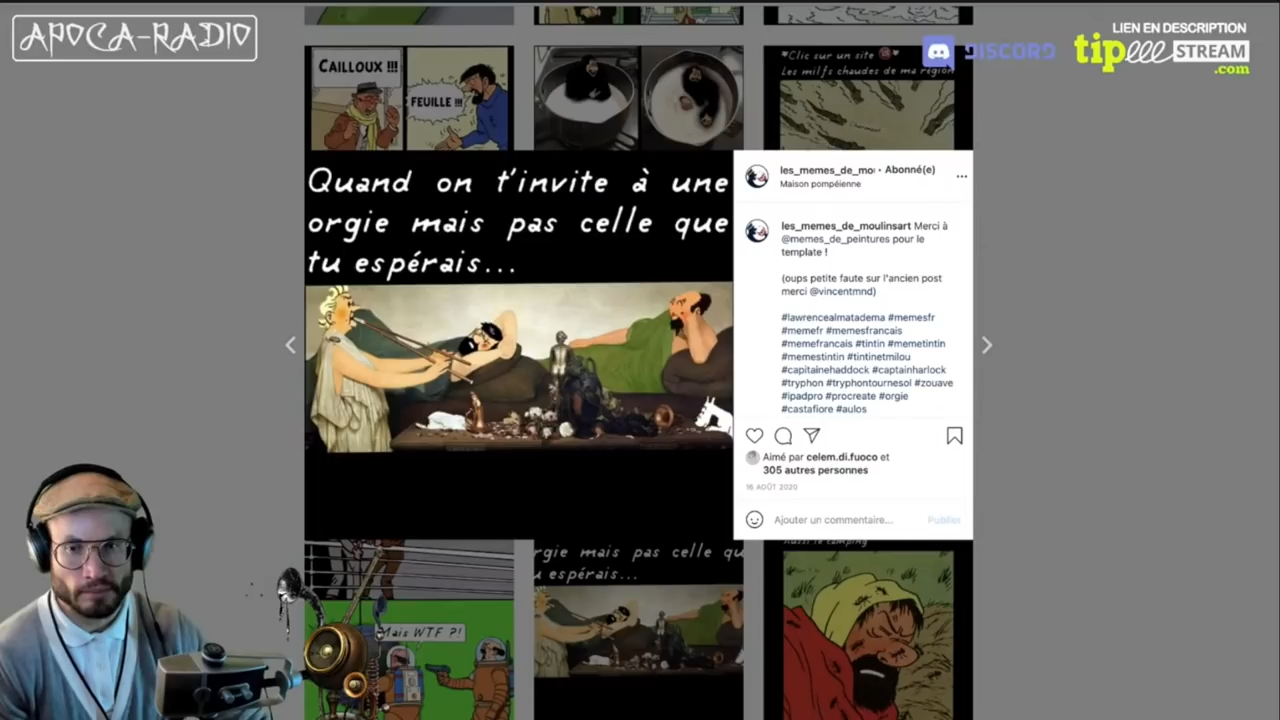 APOCA-RADIO
LIEN EN DESCRIPTION
DISCORD
tipeee STREAM
.com
CAILLOUX !!!
FEUILLE !!!
*Clic sur un site
Les milfs chaudes de ma région
Quand on t'invite à une
orgie mais pas celle que
tu espérais...
les_memes_de_mo • Abonné(e)
Maison pompéienne
les_memes_de_moulinsart Merci à
@memes_de_peintures pour le
template !
(oups petite faute sur l'ancien post
merci @vincentmnd)
#lawrencealmatadema #memesfr
#memefr #memesfrancais
#memefrancais #tintin #memetintin
#memestintin #tintinetmilou
#capitainehaddock #captainharlock
#tryphon #tryphontournesol #zouave
#ipadpro #procreate #orgie
#castafiore #aulos
Aimé par celem.di.fuoco et
305 autres personnes
16 AOÛT 2020
Ajouter un commentaire...
Publier
rgie mais pas celle qu
espérais...
Mais WTF ?!